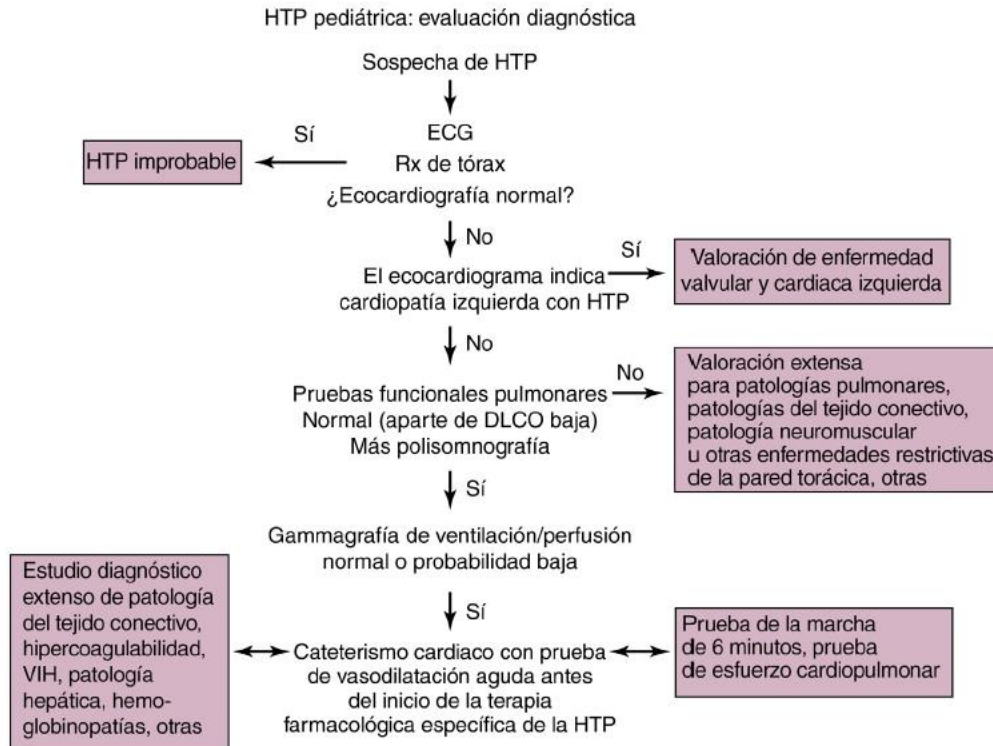 HTP pediátrica: evaluación diagnóstica
Sospecha de HTP
Sí
ECG
Rx de tórax
¿Ecocardiografía normal?
HTP improbable
No
El ecocardiograma indica
cardiopatía izquierda con HTP
Sí
Valoración de enfermedad
valvular y cardiaca izquierda
No
Pruebas funcionales pulmonares
Normal (aparte de DLCO baja)
Más polisomnografía
No
Valoración extensa
para patologías pulmonares,
patologías del tejido conectivo,
patología neuromuscular
u otras enfermedades restrictivas
de la pared torácica, otras
Sí
Gammagrafía de ventilación/perfusión
normal o probabilidad baja
Sí
Estudio diagnóstico
extenso de patología
del tejido conectivo,
hipercoagulabilidad,
VIH, patología
hepática, hemo-
globinopatías, otras
Cateterismo cardiaco con prueba
de vasodilatación aguda antes
del inicio de la terapia
farmacológica específica de la HTP
Prueba de la marcha
de 6 minutos, prueba
de esfuerzo cardiopulmonar